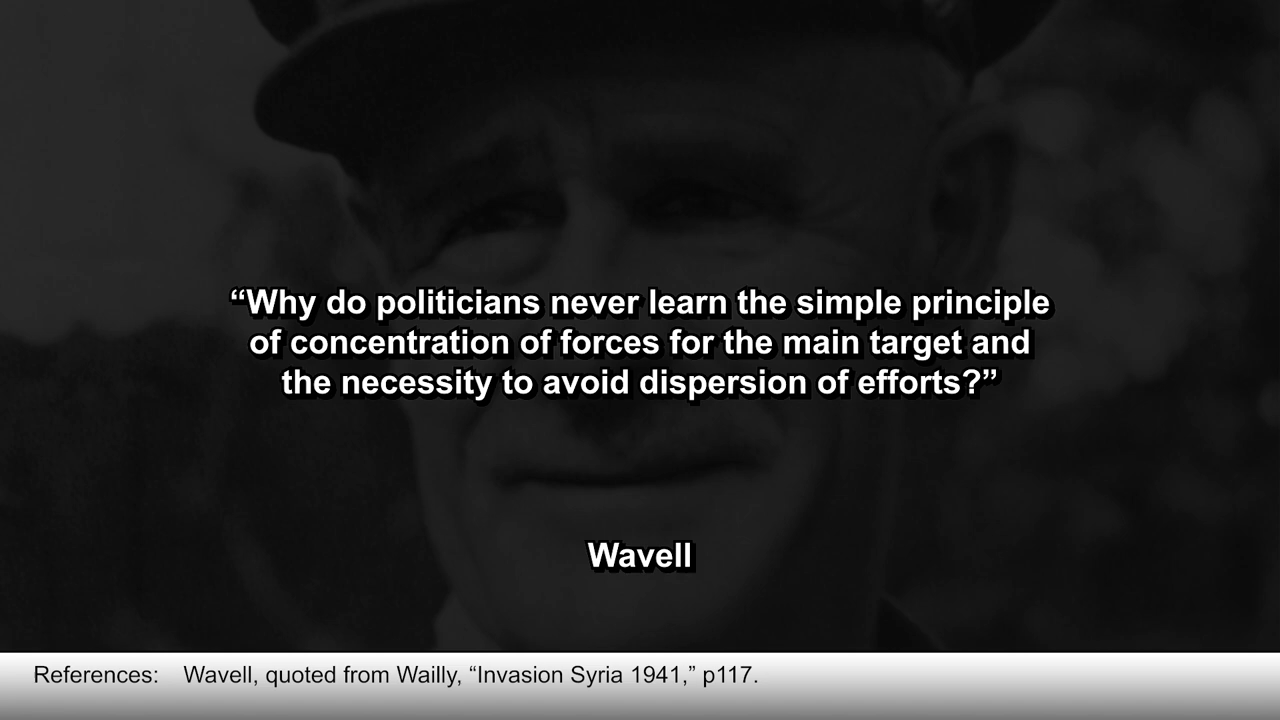 “Why do politicians never learn the simple principle
of concentration of forces for the main target and
the necessity to avoid dispersion of efforts?”
Wavell
References: Wavell, quoted from Wailly, “Invasion Syria 1941,” p117.